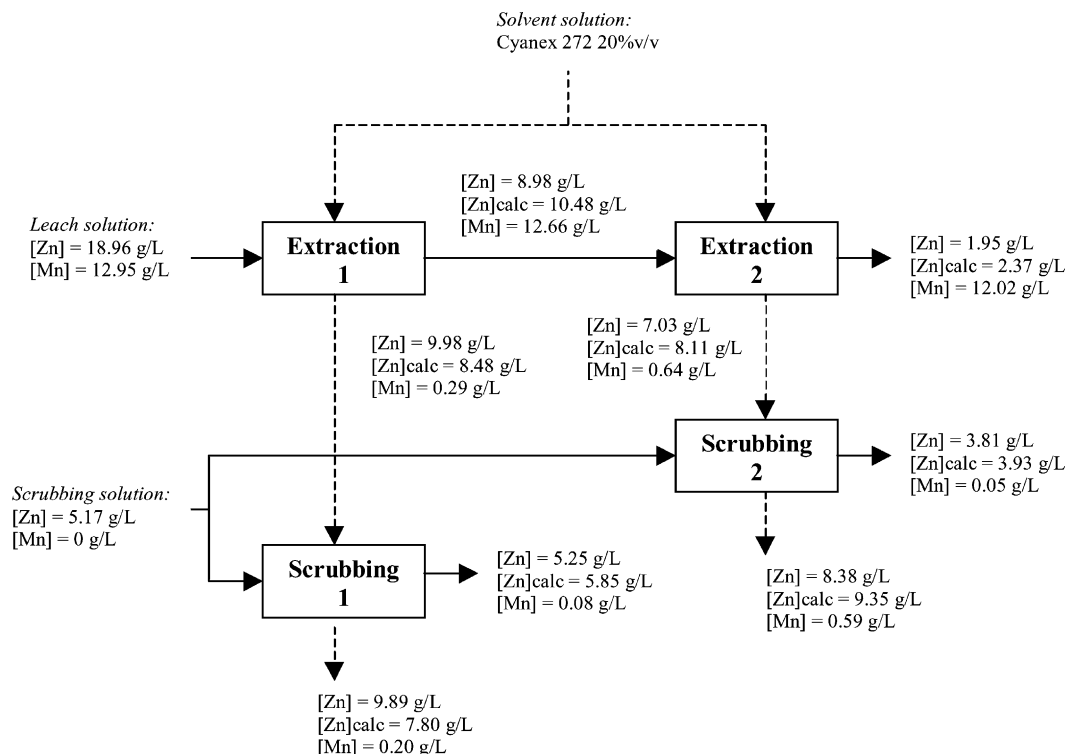 Solvent solution:
Cyanex 272 20%v/v
[Zn] = 8.98 g/L
[Zn]calc = 10.48 g/L
[Mn] = 12.66 g/L
Leach solution:
[Zn] = 18.96 g/L
[Mn] = 12.95 g/L
Extraction
1
Extraction
2
[Zn] = 1.95 g/L
[Zn]calc = 2.37 g/L
[Mn] = 12.02 g/L
[Zn] = 9.98 g/L
[Zn]calc = 8.48 g/L
[Mn] = 0.29 g/L
[Zn] = 7.03 g/L
[Zn]calc = 8.11 g/L
[Mn] = 0.64 g/L
Scrubbing
2
[Zn] = 3.81 g/L
[Zn]calc = 3.93 g/L
[Mn] = 0.05 g/L
Scrubbing solution:
[Zn] = 5.17 g/L
[Mn] = 0 g/L
Scrubbing
1
[Zn] = 5.25 g/L
[Zn]calc = 5.85 g/L
[Mn] = 0.08 g/L
[Zn] = 8.38 g/L
[Zn]calc = 9.35 g/L
[Mn] = 0.59 g/L
[Zn] = 9.89 g/L
[Zn]calc = 7.80 g/L
[Mn] = 0.20 g/L